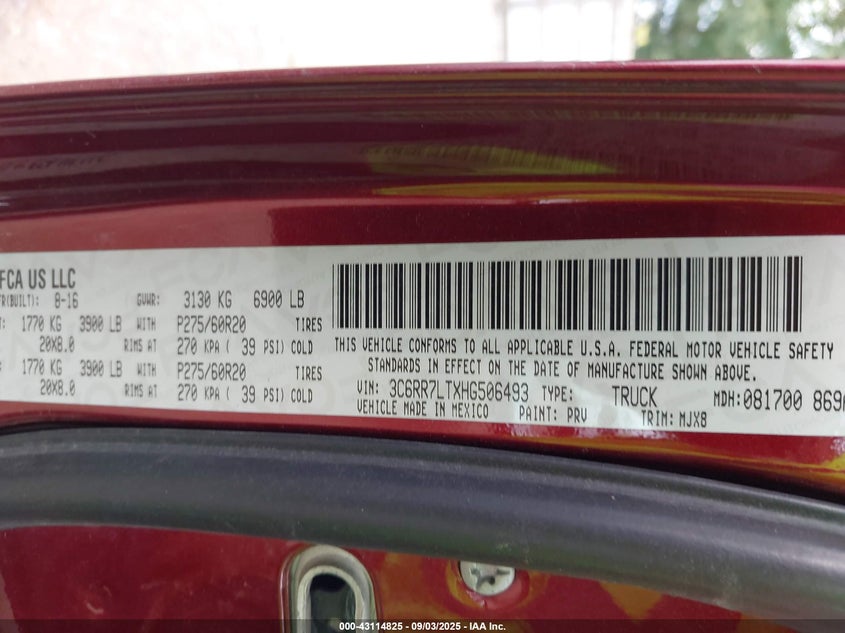 FCA US LLC
FR(BUILT): 8-16 GVWR: 3130 KG 6900 LB
T: 1770 KG 3900 LB WITH P275/60R20 TIRES
20X8.0 RIMS AT 270 KPA ( 39 PSI) COLD
1770 KG 3900 LB WITH P275/60R20 TIRES
20X8.0 RIMS AT 270 KPA ( 39 PSI) COLD
THIS VEHICLE CONFORMS TO ALL APPLICABLE U.S.A. FEDERAL MOTOR VEHICLE SAFETY
STANDARDS IN EFFECT ON THE DATE OF MANUFACTURE SHOWN ABOVE.
VIN: 3C6RR7LTXHG506493 TYPE: TRUCK MDH: 081700 869
VEHICLE MADE IN MEXICO PAINT: PRV TRIM: MJX8
000-43114825 - 09/03/2025 - IAA Inc.